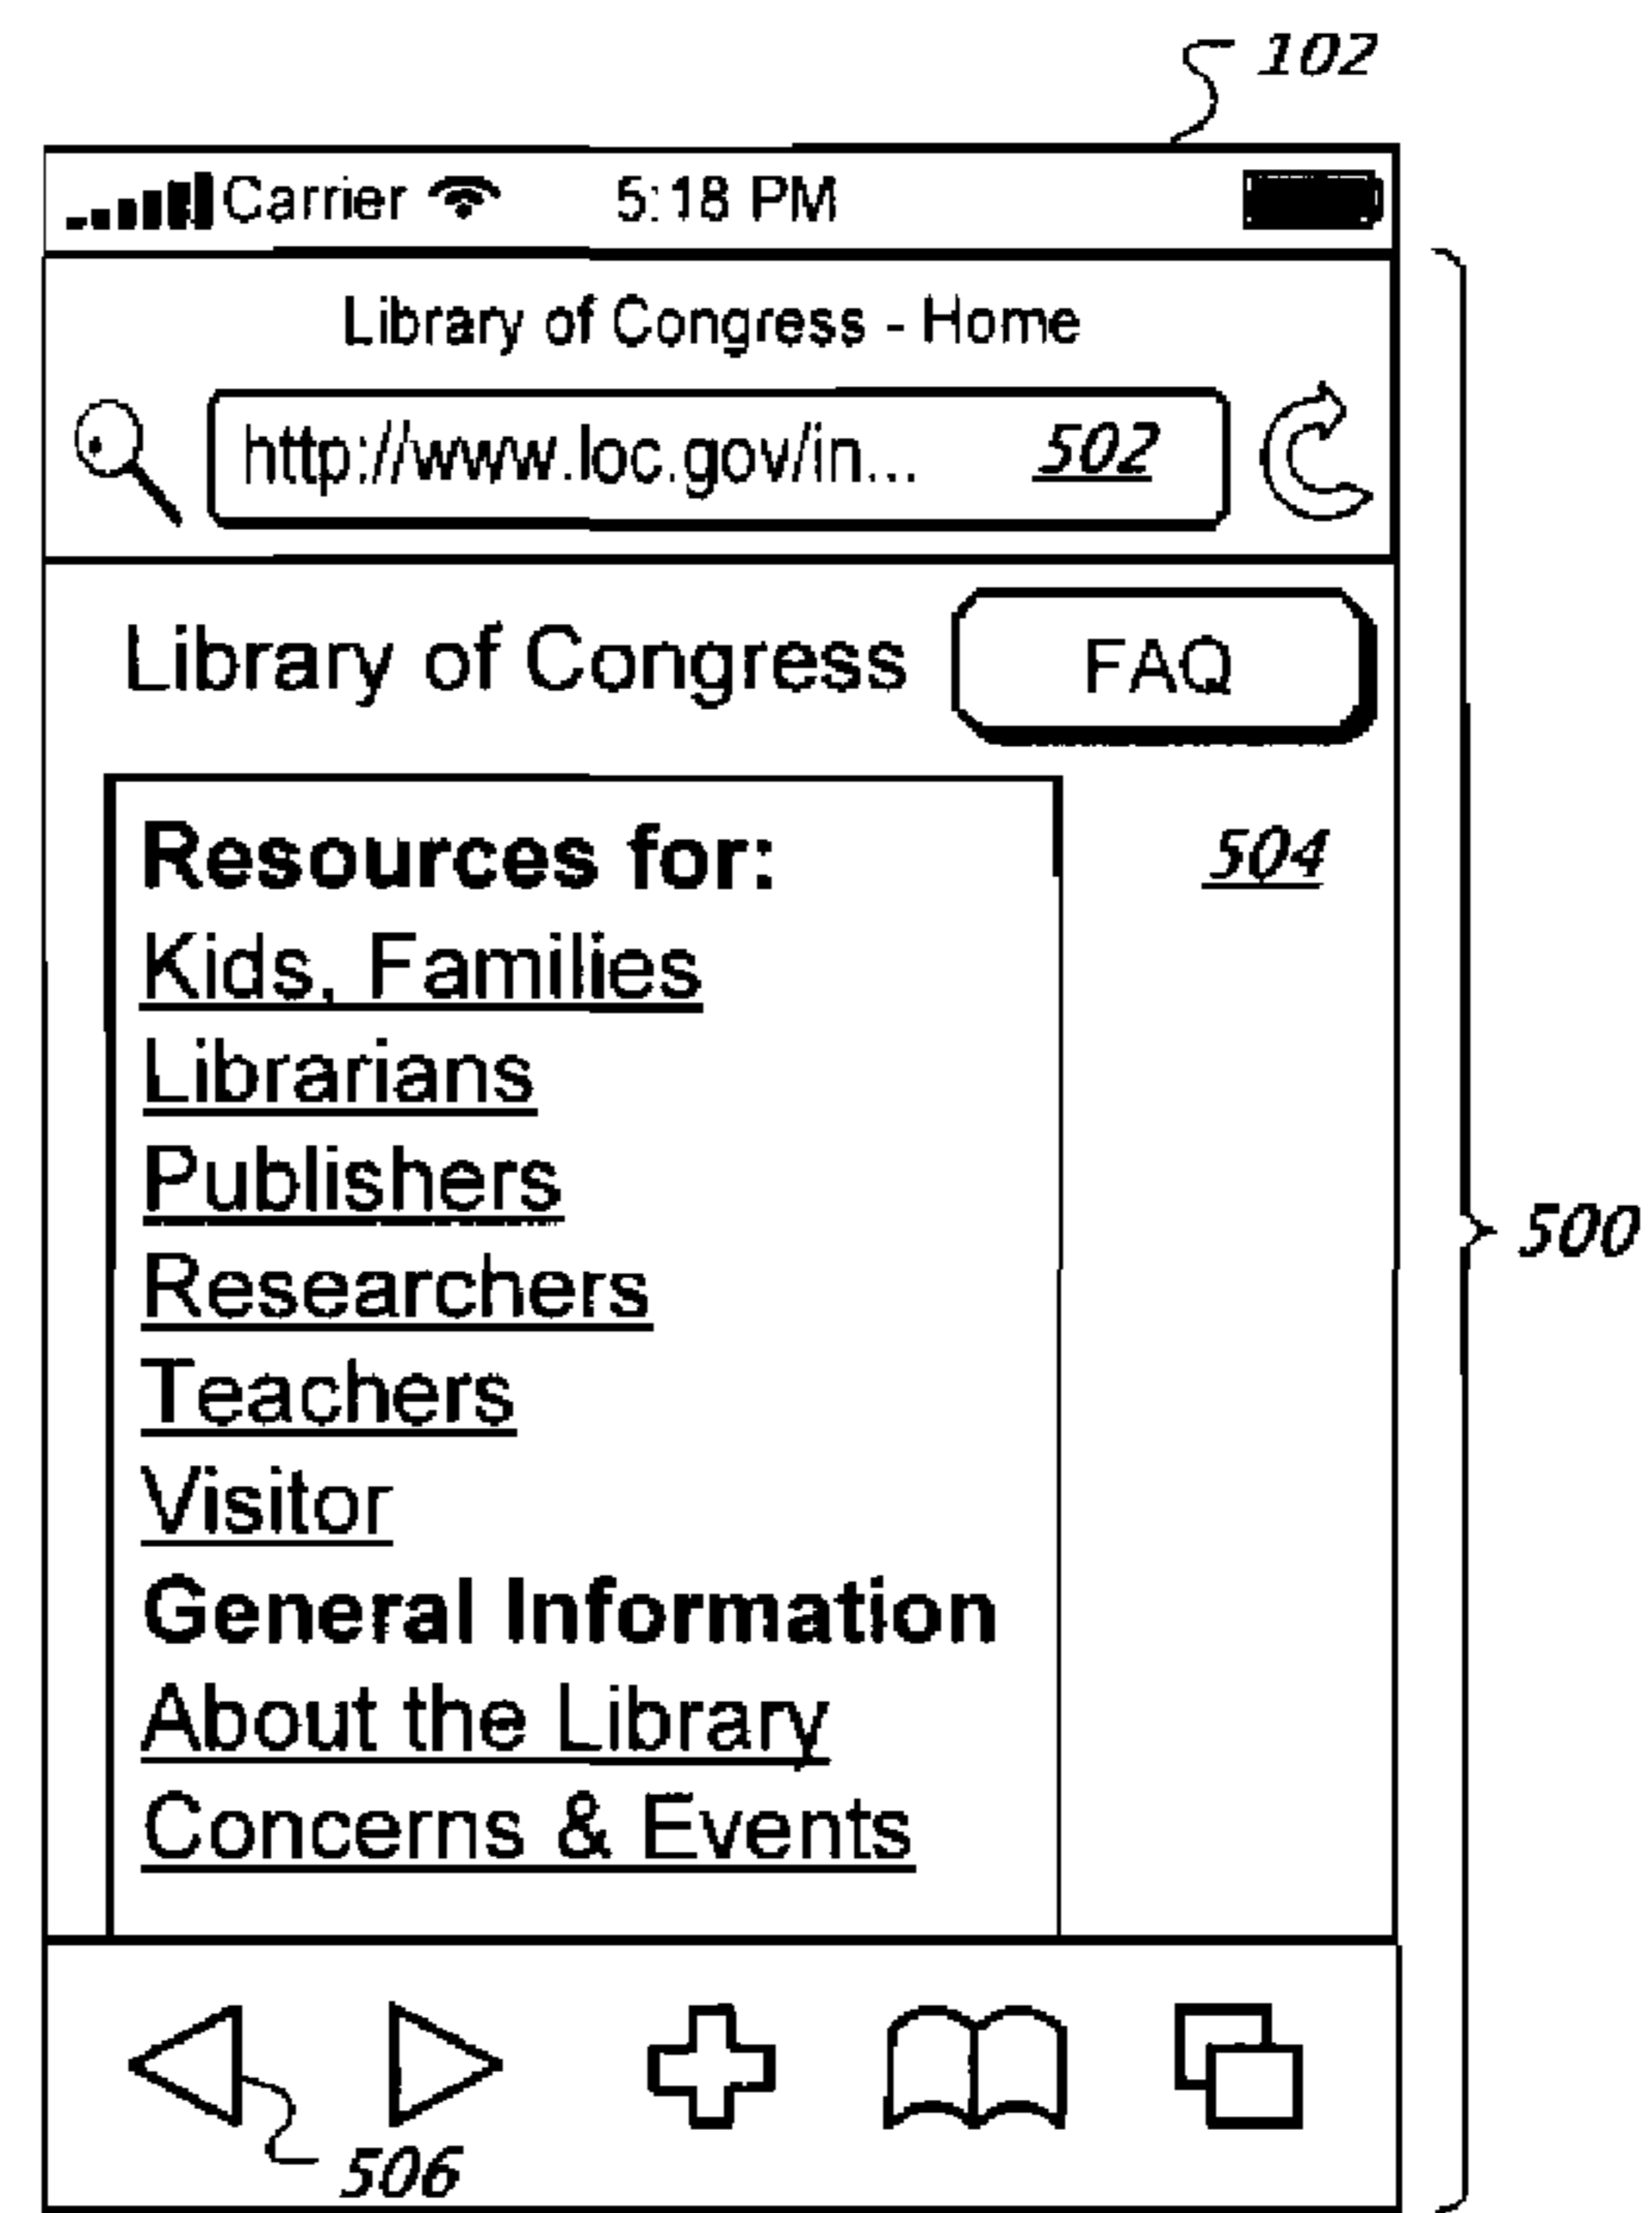 102
Carrier 5:18 PM
Library of Congress - Home
http://www.loc.gov/in... 502
Library of Congress FAQ
Resources for: 504
Kids, Families
Librarians
Publishers
500
Researchers
Teachers
Visitor
General Information
About the Library
Concerns & Events
506